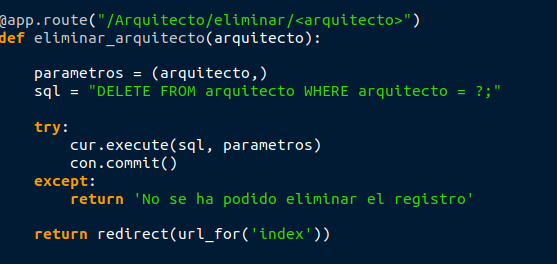 @app.route("/Arquitecto/eliminar/<arquitecto>")
def eliminar_arquitecto(arquitecto):
parametros = (arquitecto,)
sql = "DELETE FROM arquitecto WHERE arquitecto = ?;"
try:
cur.execute(sql, parametros)
con.commit()
except:
return 'No se ha podido eliminar el registro'
return redirect(url_for('index'))